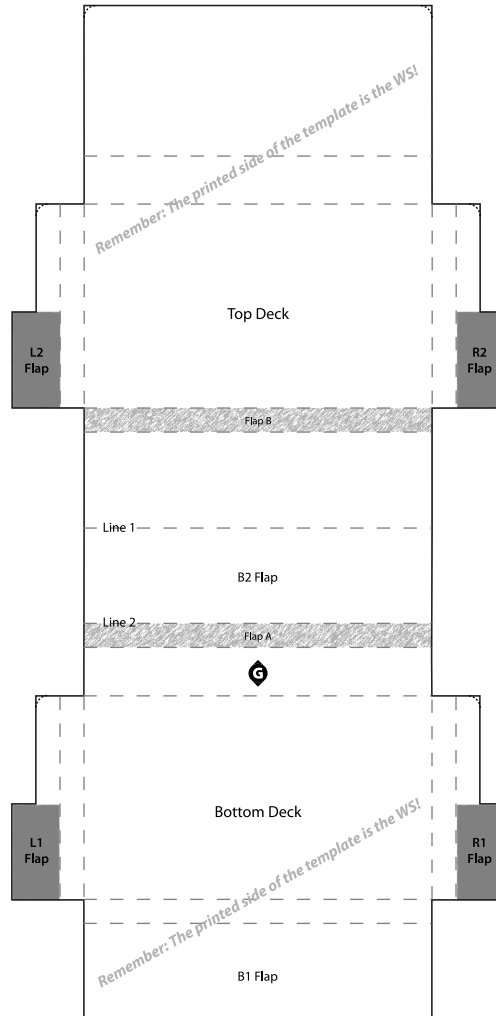 Remember: The printed side of the template is the WS!
Top Deck
L2
Flap
R2
Flap
Flap B
Line 1
B2 Flap
Line 2
Flap A
G
Bottom Deck
L1
Flap
R1
Flap
Remember: The printed side of the template is the WS!
B1 Flap